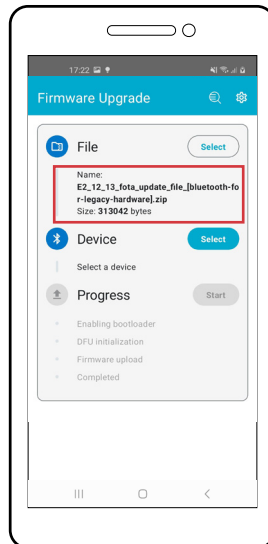 17:22
Firmware Upgrade
File
Select
Name:
E2_12_13_fota_update_file_[bluetooth-fo
r-legacy-hardware].zip
Size: 313042 bytes
Device
Select
Select a device
Progress
Start
Enabling bootloader
DFU initialization
Firmware upload
Completed